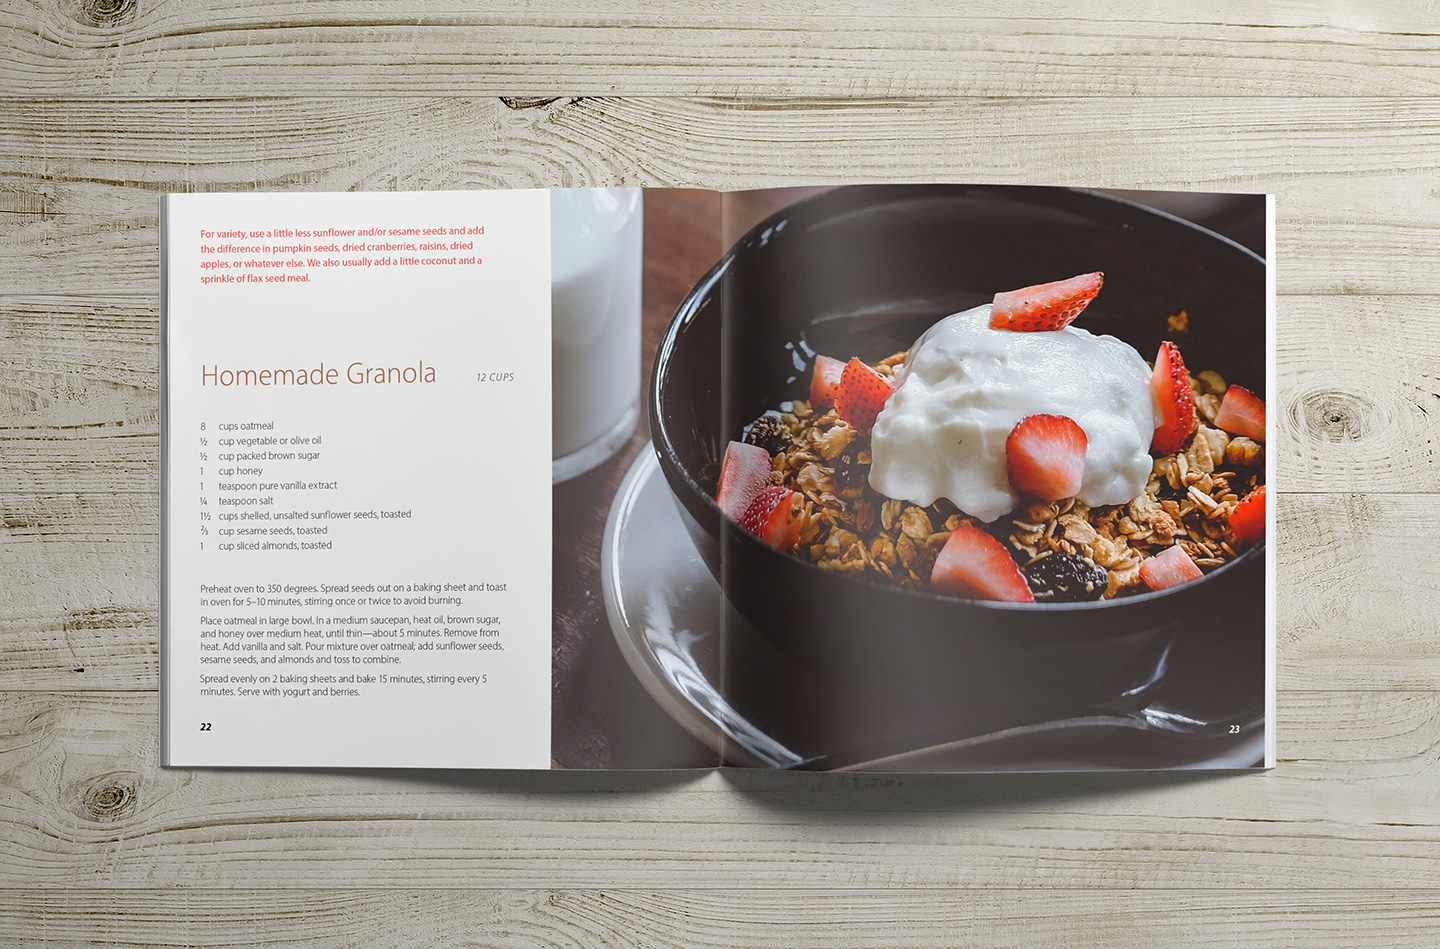 For variety, use a little less sunflower and/or sesame seeds and add
the difference in pumpkin seeds, dried cranberries, raisins, dried
apples, or whatever else. We also usually add a little coconut and a
sprinkle of flax seed meal.
Homemade Granola 12 CUPS
8 cups oatmeal
½ cup vegetable or olive oil
½ cup packed brown sugar
1 cup honey
1 teaspoon pure vanilla extract
¼ teaspoon salt
1½ cups shelled, unsalted sunflower seeds, toasted
⅔ cup sesame seeds, toasted
1 cup sliced almonds, toasted
Preheat oven to 350 degrees. Spread seeds out on a baking sheet and toast
in oven for 5–10 minutes, stirring once or twice to avoid burning.
Place oatmeal in large bowl. In a medium saucepan, heat oil, brown sugar,
and honey over medium heat, until thin—about 5 minutes. Remove from
heat. Add vanilla and salt. Pour mixture over oatmeal; add sunflower seeds,
sesame seeds, and almonds and toss to combine.
Spread evenly on 2 baking sheets and bake 15 minutes, stirring every 5
minutes. Serve with yogurt and berries.
22
23